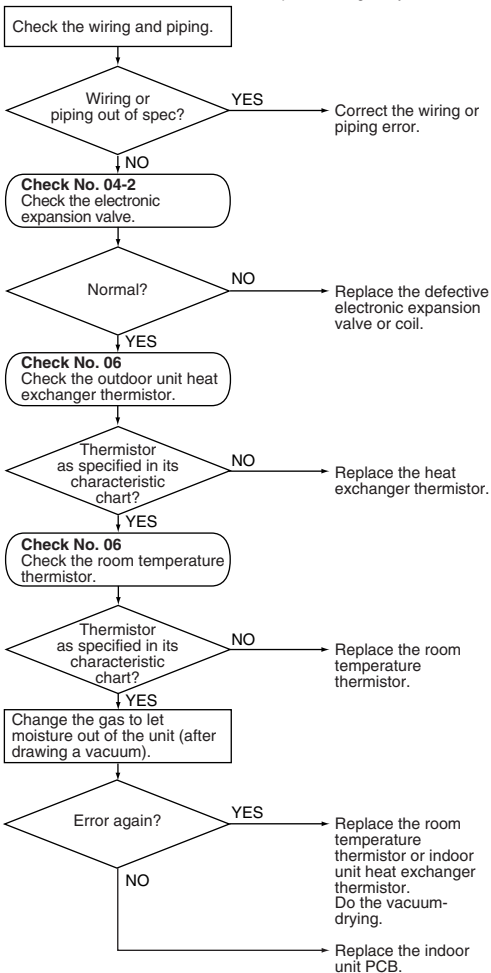 Check the wiring and piping.
Wiring or
piping out of spec?
YES
Correct the wiring or
piping error.
NO
Check No. 04-2
Check the electronic
expansion valve.
Normal?
NO
Replace the defective
electronic expansion
valve or coil.
YES
Check No. 06
Check the outdoor unit heat
exchanger thermistor.
Thermistor
as specified in its
characteristic
chart?
NO
Replace the heat
exchanger thermistor.
YES
Check No. 06
Check the room temperature
thermistor.
Thermistor
as specified in its
characteristic
chart?
NO
Replace the room
temperature
thermistor.
YES
Change the gas to let
moisture out of the unit (after
drawing a vacuum).
Error again?
YES
Replace the room
temperature
thermistor or indoor
unit heat exchanger
thermistor.
Do the vacuum-
drying.
NO
Replace the indoor
unit PCB.